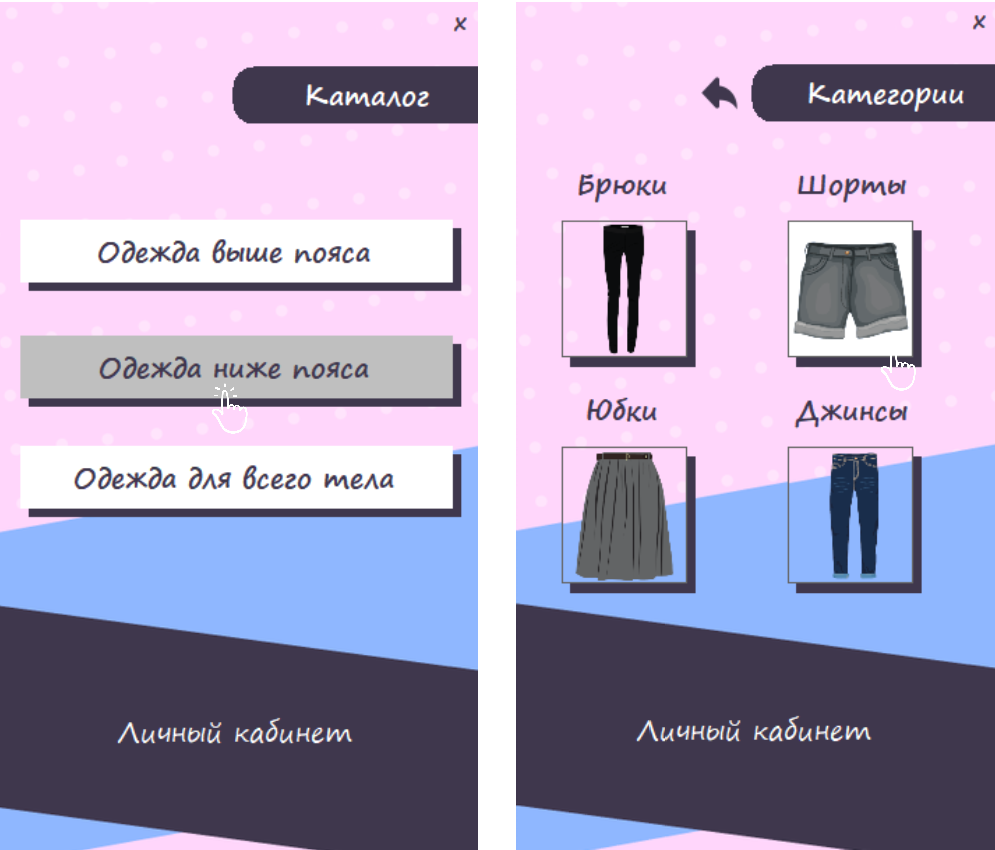 x
Каталог
Одежда выше пояса
Одежда ниже пояса
Одежда для всего тела
Личный кабинет
x
Категории
Брюки
Шорты
Юбки
Джинсы
Личный кабинет